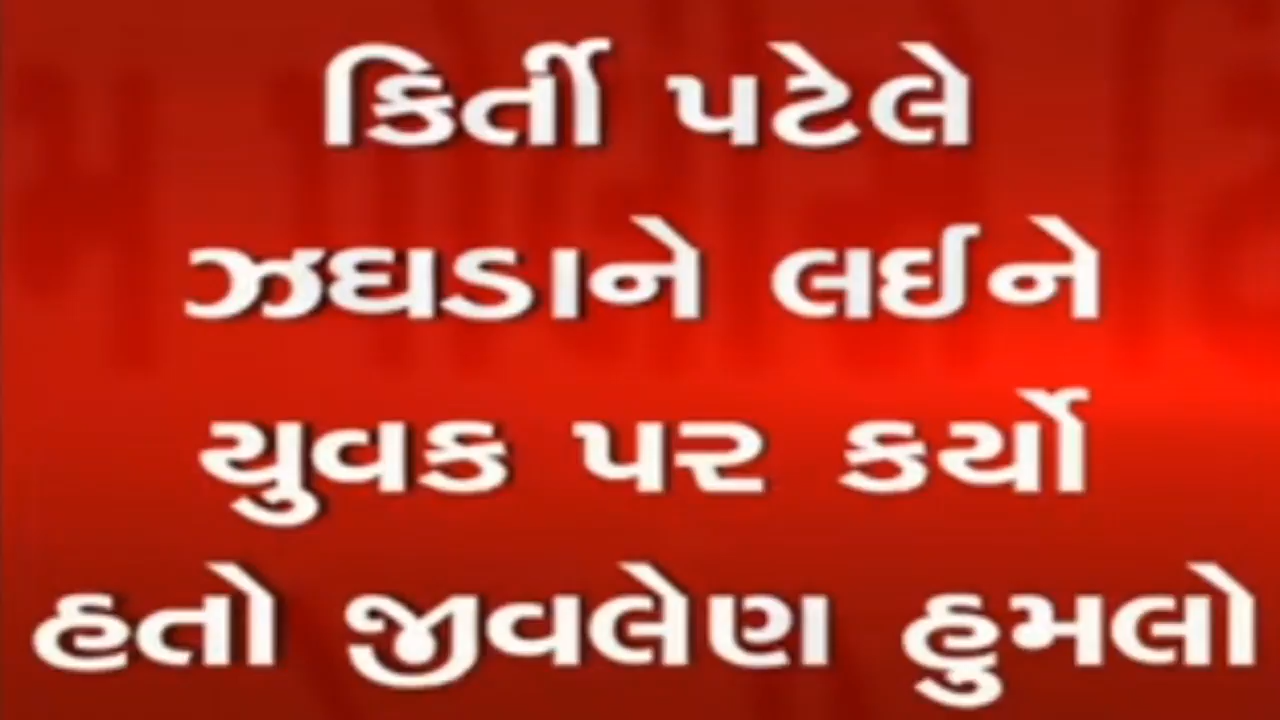 કિર્તી પટેલે
ઝઘડાને લઈને
યુવક પર કર્યો
હતો જીવલેણ હુમલો